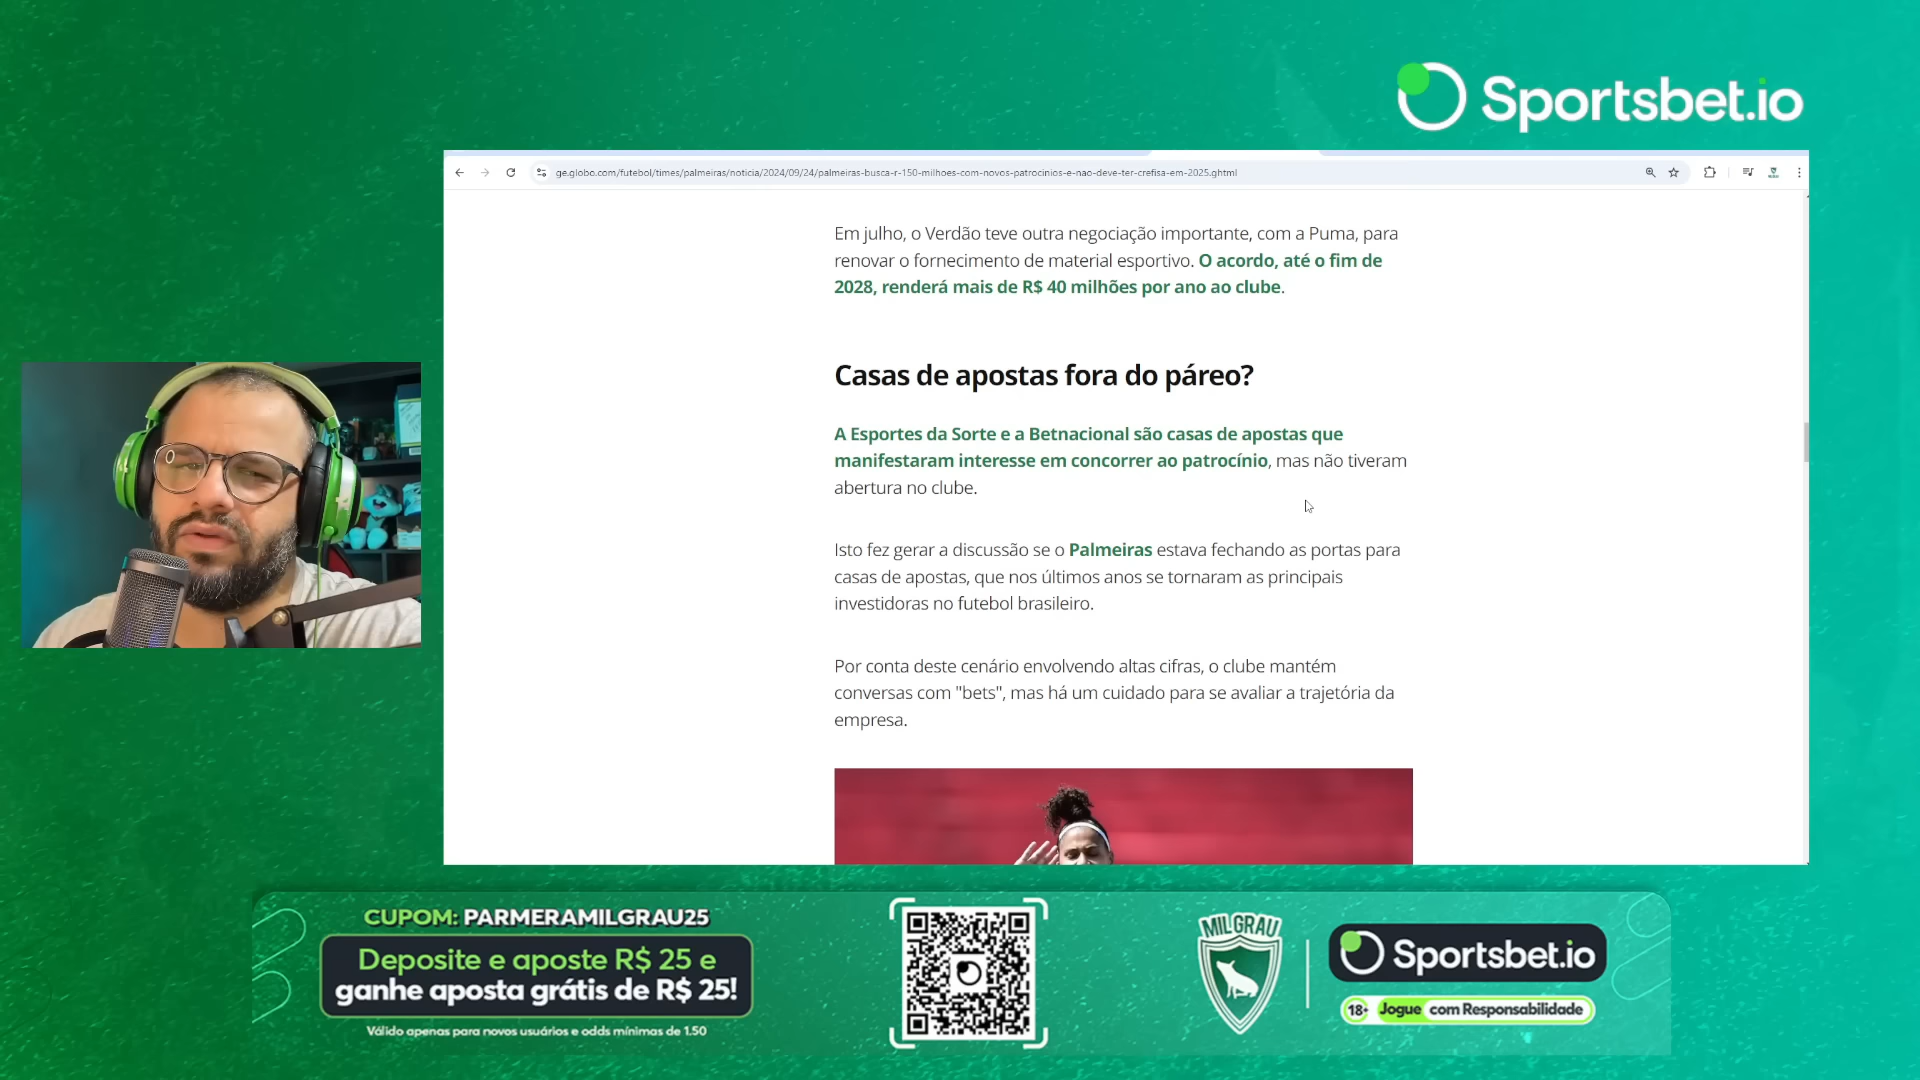 Sportsbet.io
ge.globo.com/futebol/times/palmeiras/noticia/2024/09/24/palmeiras-busca-r-150-milhoes-com-novos-patrocinios-e-nao-deve-ter-crefisa-em-2025.ghtml
Em julho, o Verdão teve outra negociação importante, com a Puma, para
renovar o fornecimento de material esportivo. O acordo, até o fim de
2028, renderá mais de R$ 40 milhões por ano ao clube.
Casas de apostas fora do páreo?
A Esportes da Sorte e a Betnacional são casas de apostas que
manifestaram interesse em concorrer ao patrocínio, mas não tiveram
abertura no clube.
Isto fez gerar a discussão se o Palmeiras estava fechando as portas para
casas de apostas, que nos últimos anos se tornaram as principais
investidoras no futebol brasileiro.
Por conta deste cenário envolvendo altas cifras, o clube mantém
conversas com "bets", mas há um cuidado para se avaliar a trajetória da
empresa.
CUPOM: PARMERAMILGRAU25
Deposite e aposte R$ 25 e
ganhe aposta grátis de R$ 25!
Válido apenas para novos usuários e odds mínimas de 1.50
MIL GRAU
Sportsbet.io
18+ Jogue com Responsabilidade